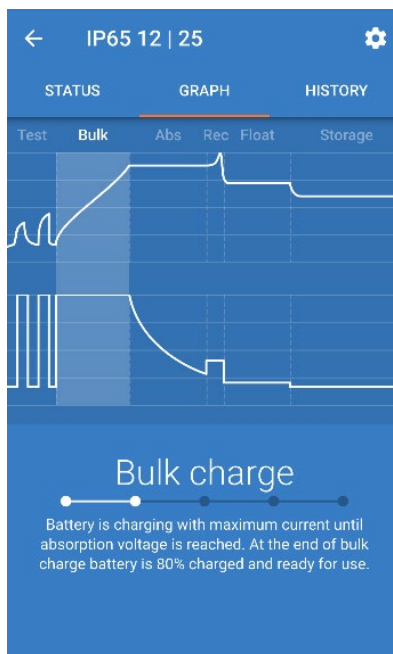 IP65 12 | 25
STATUS GRAPH HISTORY
Test Bulk Abs Rec Float Storage
Bulk charge
Battery is charging with maximum current until
absorption voltage is reached. At the end of bulk
charge battery is 80% charged and ready for use.